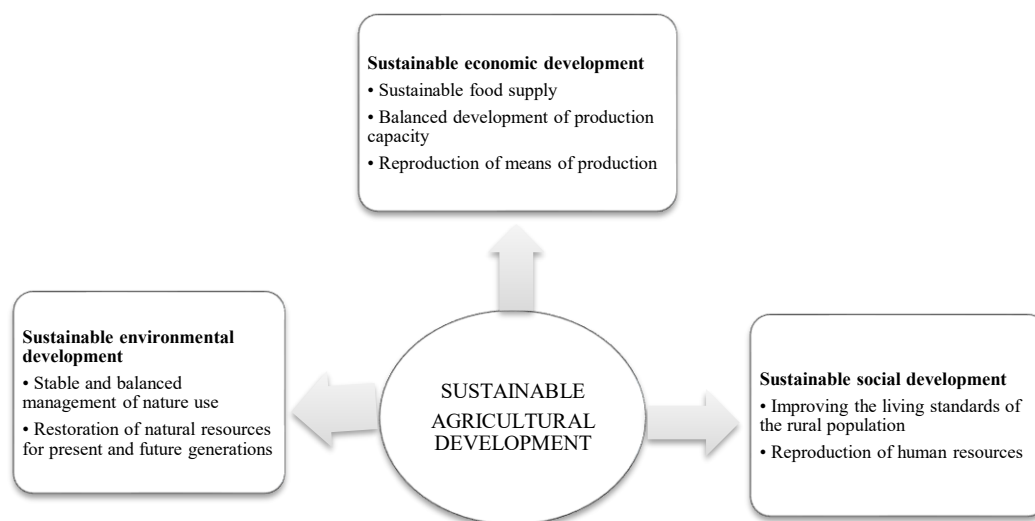 Sustainable economic development
• Sustainable food supply
• Balanced development of production
capacity
• Reproduction of means of production
Sustainable environmental
development
• Stable and balanced
management of nature use
• Restoration of natural resources
for present and future generations
SUSTAINABLE
AGRICULTURAL
DEVELOPMENT
Sustainable social development
• Improving the living standards of
the rural population
• Reproduction of human resources